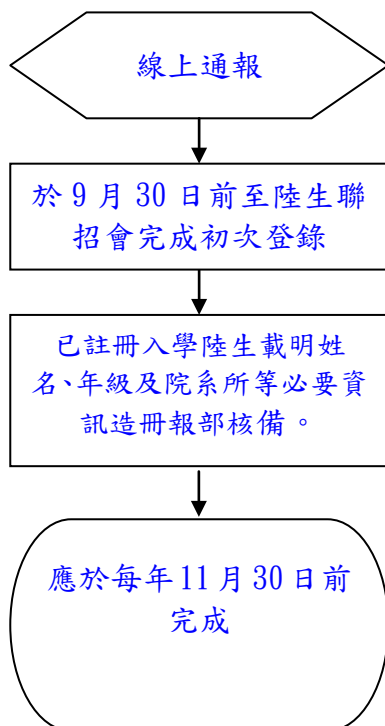 線上通報
於 9 月 30 日前至陸生聯
招會完成初次登錄
已註冊入學陸生載明姓
名、年級及院系所等必要資
訊造冊報部核備。
應於每年 11 月 30 日前
完成